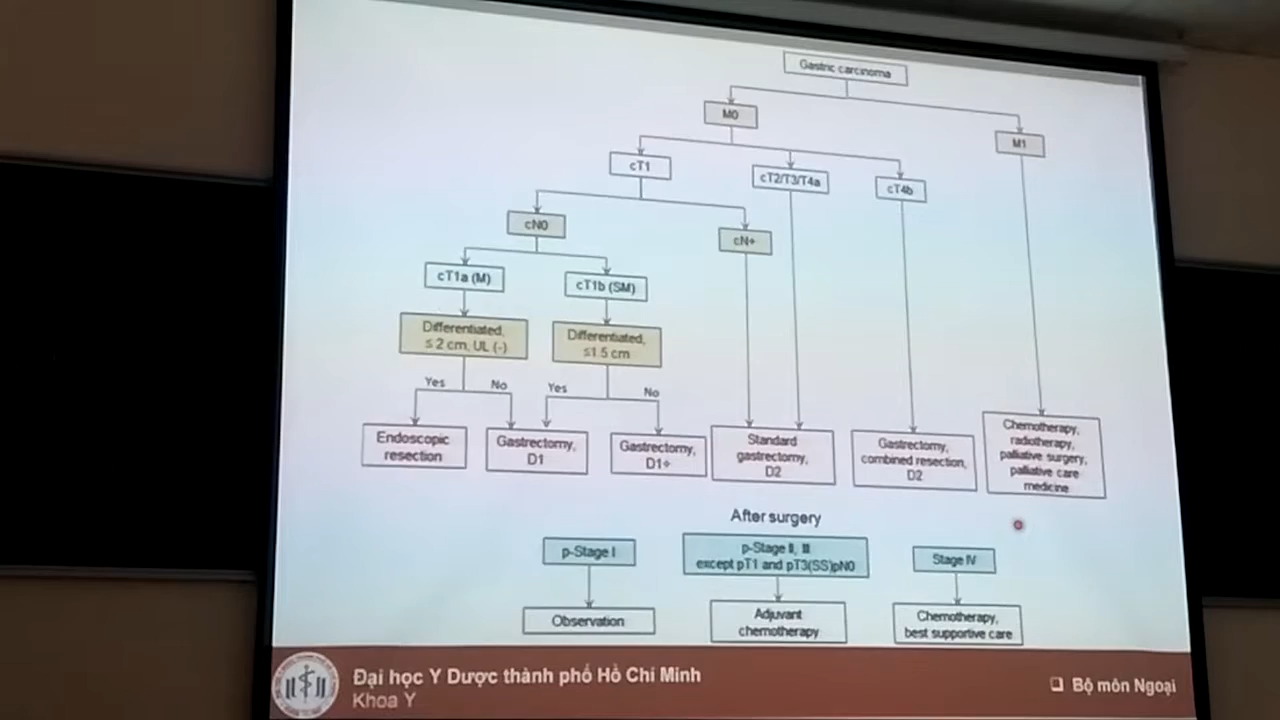 Gastric carcinoma
M0
M1
cT1
cT2/T3/T4a
cT4b
cN0
cN+
cT1a (M)
cT1b (SM)
Differentiated,
≤ 2 cm, UL (-)
Differentiated,
≤1.5 cm
Yes
No
Yes
No
Endoscopic
resection
Gastrectomy,
D1
Gastrectomy,
D1+
Standard
gastrectomy,
D2
Gastrectomy,
combined resection,
D2
Chemotherapy,
radiotherapy,
palliative surgery,
palliative care
medicine
After surgery
p-Stage I
p-Stage II, III
except pT1 and pT3(SS)pN0
Stage IV
Observation
Adjuvant
chemotherapy
Chemotherapy,
best supportive care
Đại học Y Dược thành phố Hồ Chí Minh
Khoa Y
❑ Bộ môn Ngoại